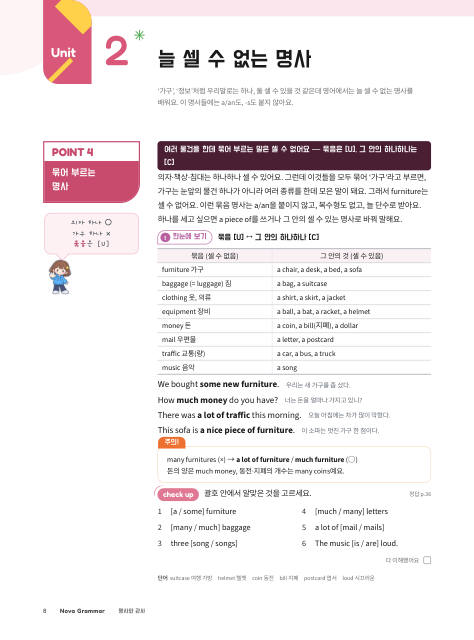 Unit 2
늘 셀 수 없는 명사
'가구', '정보'처럼 우리말로는 하나, 둘 셀 수 있을 것 같은데 영어에서는 늘 셀 수 없는 명사를
배워요. 이 명사들에는 a/an도, -s도 붙지 않아요.
POINT 4
묶어 부르는
명사
의자 하나 ○
가구 하나 ×
묶음은 [U]
여러 물건을 한데 묶어 부르는 말은 셀 수 없어요 — 묶음은 [U], 그 안의 하나하나는
[C]
의자·책상·침대는 하나하나 셀 수 있어요. 그런데 이것들을 모두 묶어 '가구'라고 부르면,
가구는 눈앞의 물건 하나가 아니라 여러 종류를 한데 모은 말이 돼요. 그래서 furniture는
셀 수 없어요. 이런 묶음 명사는 a/an을 붙이지 않고, 복수형도 없고, 늘 단수로 받아요.
하나를 세고 싶으면 a piece of를 쓰거나 그 안의 셀 수 있는 명사로 바꿔 말해요.
1 한눈에 보기 묶음 [U] ↔ 그 안의 하나하나 [C]
묶음 (셀 수 없음) 그 안의 것 (셀 수 있음)
furniture 가구 a chair, a desk, a bed, a sofa
baggage (= luggage) 짐 a bag, a suitcase
clothing 옷, 의류 a shirt, a skirt, a jacket
equipment 장비 a ball, a bat, a racket, a helmet
money 돈 a coin, a bill(지폐), a dollar
mail 우편물 a letter, a postcard
traffic 교통(량) a car, a bus, a truck
music 음악 a song
We bought some new furniture. 우리는 새 가구를 좀 샀다.
How much money do you have? 너는 돈을 얼마나 가지고 있니?
There was a lot of traffic this morning. 오늘 아침에는 차가 많이 막혔다.
This sofa is a nice piece of furniture. 이 소파는 멋진 가구 한 점이다.
주의!
many furnitures (×) → a lot of furniture / much furniture (○)
돈의 양은 much money, 동전·지폐의 개수는 many coins예요.
check up 괄호 안에서 알맞은 것을 고르세요. 정답 p.36
1 [a / some] furniture
2 [many / much] baggage
3 three [song / songs]
4 [much / many] letters
5 a lot of [mail / mails]
6 The music [is / are] loud.
다 이해했어요
단어 suitcase 여행 가방 helmet 헬멧 coin 동전 bill 지폐 postcard 엽서 loud 시끄러운
8 Nova Grammar 명사와 관사